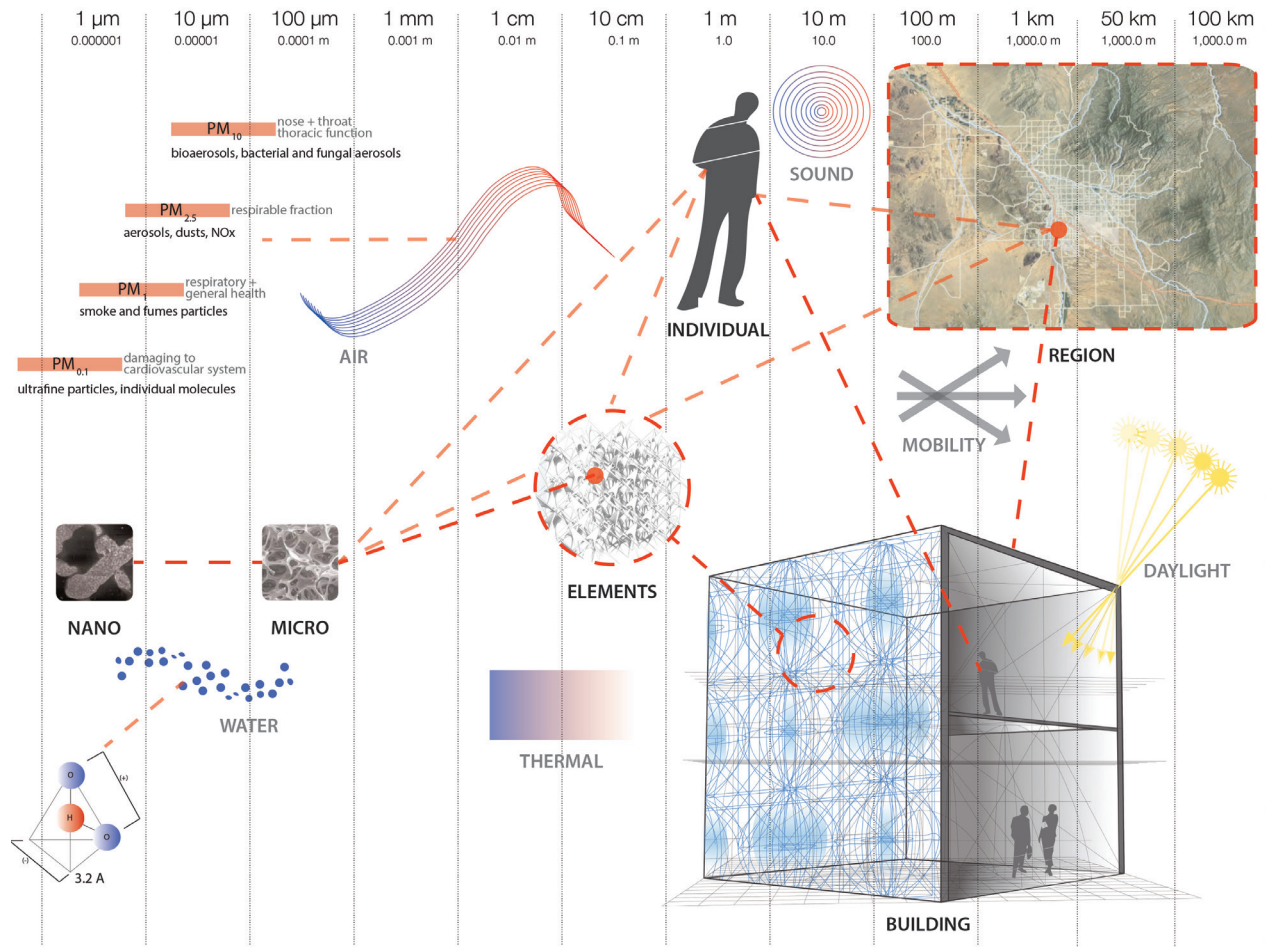 1 µm 10 µm 100 µm 1 mm 1 cm 10 cm 1 m 10 m 100 m 1 km 50 km 100 km
0.000001 0.00001 0.0001 m 0.001 m 0.01 m 0.1 m 1.0 10.0 100.0 1,000.0 m 1,000.0 m 1,000.0 m
PM10 nose + throat
thoracic function
bioaerosols, bacterial and fungal aerosols
PM2.5 respirable fraction
aerosols, dusts, NOx
PM1 respiratory +
general health
smoke and fumes particles
PM0.1 damaging to
cardiovascular system
ultrafine particles, individual molecules
AIR
INDIVIDUAL
SOUND
REGION
MOBILITY
DAYLIGHT
NANO
MICRO
ELEMENTS
WATER
THERMAL
BUILDING
O
(+)
H
O
(-)
3.2 A